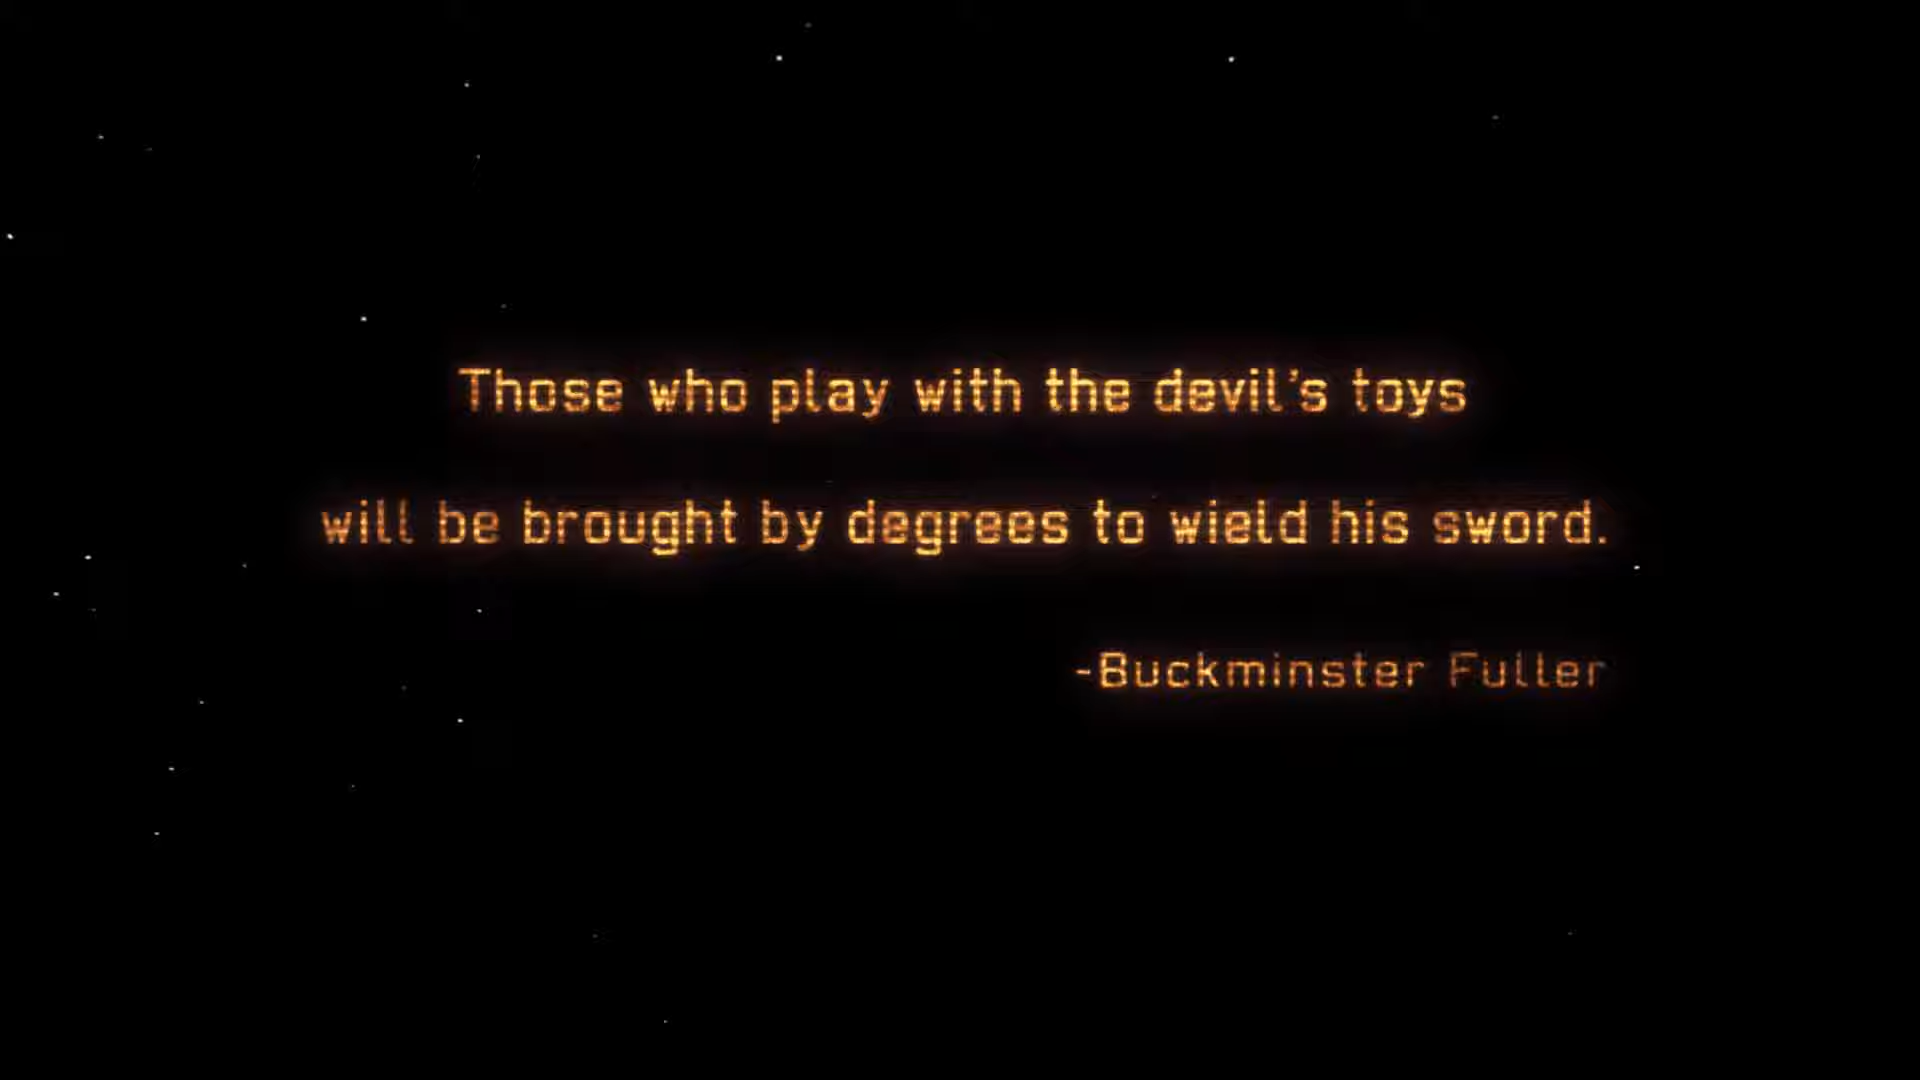 Those who play with the devil's toys
will be brought by degrees to wield his sword.
-Buckminster Fuller